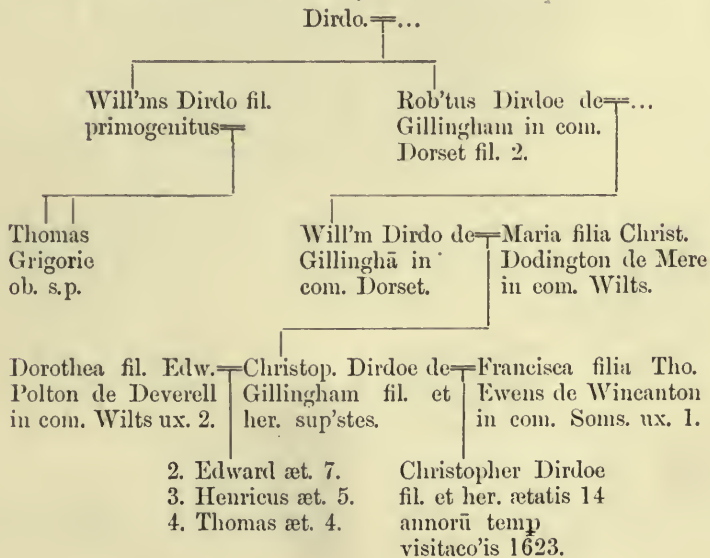 Dirdo.=...
Will'ms Dirdo fil.
primogenitus=
Rob'tus Dirdoe de=...
Gillingham in com.
Dorset fil. 2.
Thomas
Grigorie
ob. s.p.
Will'm Dirdo de=
Gillinghā in
com. Dorset.
Maria filia Christ.
Dodington de Mere
in com. Wilts.
Dorothea fil. Edw.=
Polton de Deverell
in com. Wilts ux. 2.
Christop. Dirdoe de=
Gillingham fil. et
her. sup'stes.
Francisca filia Tho.
Ewens de Wincanton
in com. Soms. ux. 1.
2. Edward æt. 7.
3. Henricus æt. 5.
4. Thomas æt. 4.
Christopher Dirdoe
fil. et her. ætatis 14
annorū temp
visitaco'is 1623.